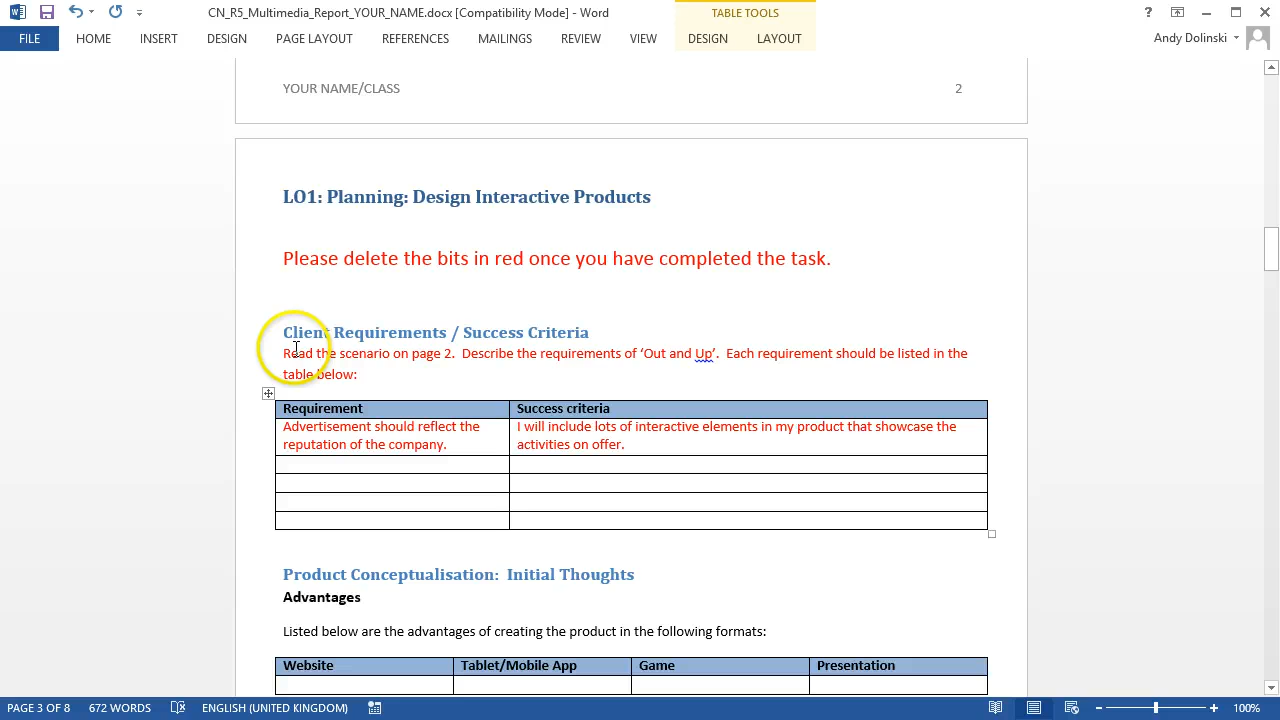 CN_R5_Multimedia_Report_YOUR_NAME.docx [Compatibility Mode] - Word
TABLE TOOLS
?
FILE HOME INSERT DESIGN PAGE LAYOUT REFERENCES MAILINGS REVIEW VIEW DESIGN LAYOUT Andy Dolinski
YOUR NAME/CLASS 2
LO1: Planning: Design Interactive Products
Please delete the bits in red once you have completed the task.
Client Requirements / Success Criteria
Read the scenario on page 2. Describe the requirements of ‘Out and Up’. Each requirement should be listed in the
table below:
Requirement Success criteria
Advertisement should reflect the I will include lots of interactive elements in my product that showcase the
reputation of the company. activities on offer.
Product Conceptualisation: Initial Thoughts
Advantages
Listed below are the advantages of creating the product in the following formats:
Website Tablet/Mobile App Game Presentation
PAGE 3 OF 8 672 WORDS ENGLISH (UNITED KINGDOM) 100%